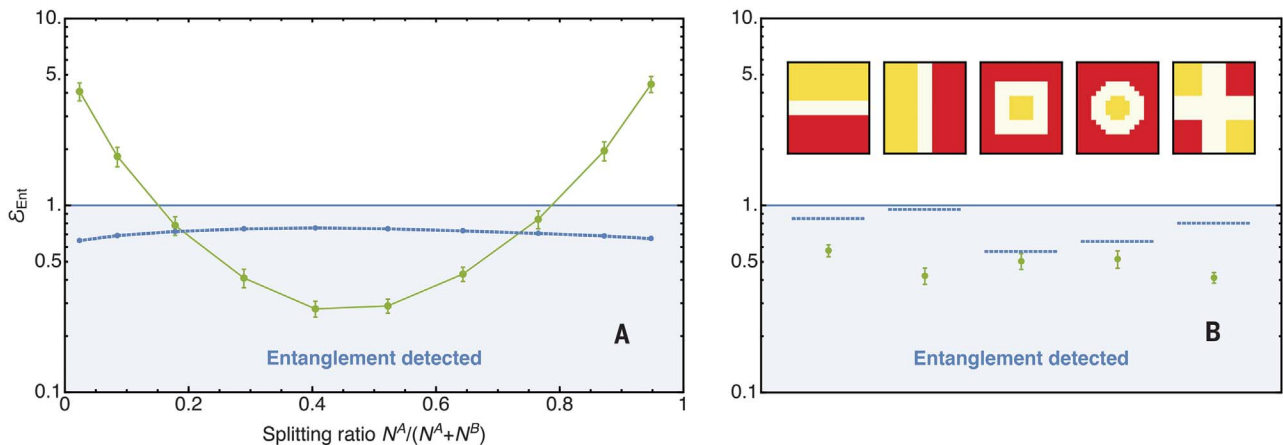 10.
5.
1.
0.5
0.1
0
0.2
0.4
0.6
0.8
1
ℰEnt
Splitting ratio N^A/(N^A+N^B)
Entanglement detected
A
10.
5.
1.
0.5
0.1
Entanglement detected
B